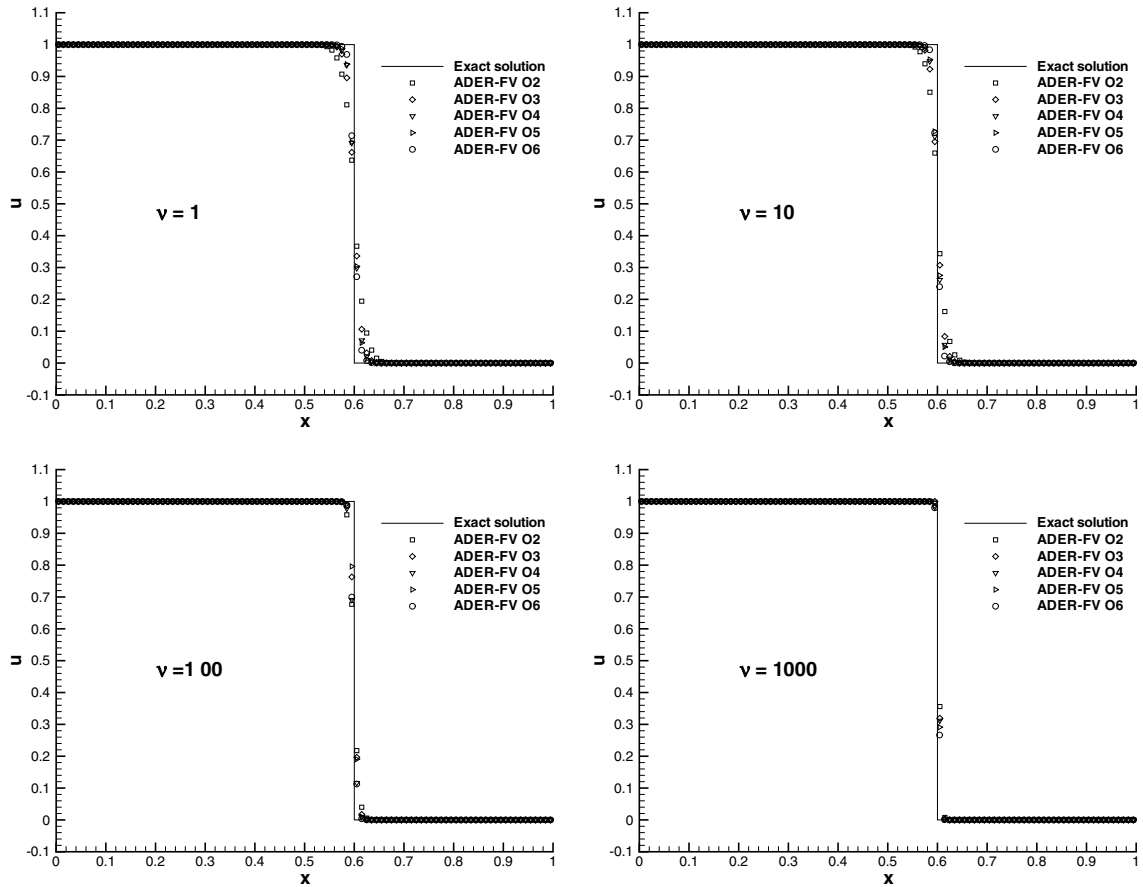 1.1
1
0.9
0.8
0.7
0.6
0.5
0.4
0.3
0.2
0.1
0
-0.1
u
0 0.1 0.2 0.3 0.4 0.5 0.6 0.7 0.8 0.9 1
x
Exact solution
ADER-FV O2
ADER-FV O3
ADER-FV O4
ADER-FV O5
ADER-FV O6
ν = 1
1.1
1
0.9
0.8
0.7
0.6
0.5
0.4
0.3
0.2
0.1
0
-0.1
u
0 0.1 0.2 0.3 0.4 0.5 0.6 0.7 0.8 0.9 1
x
Exact solution
ADER-FV O2
ADER-FV O3
ADER-FV O4
ADER-FV O5
ADER-FV O6
ν = 10
1.1
1
0.9
0.8
0.7
0.6
0.5
0.4
0.3
0.2
0.1
0
-0.1
u
0 0.1 0.2 0.3 0.4 0.5 0.6 0.7 0.8 0.9 1
x
Exact solution
ADER-FV O2
ADER-FV O3
ADER-FV O4
ADER-FV O5
ADER-FV O6
ν =1 00
1.1
1
0.9
0.8
0.7
0.6
0.5
0.4
0.3
0.2
0.1
0
-0.1
u
0 0.1 0.2 0.3 0.4 0.5 0.6 0.7 0.8 0.9 1
x
Exact solution
ADER-FV O2
ADER-FV O3
ADER-FV O4
ADER-FV O5
ADER-FV O6
ν = 1000